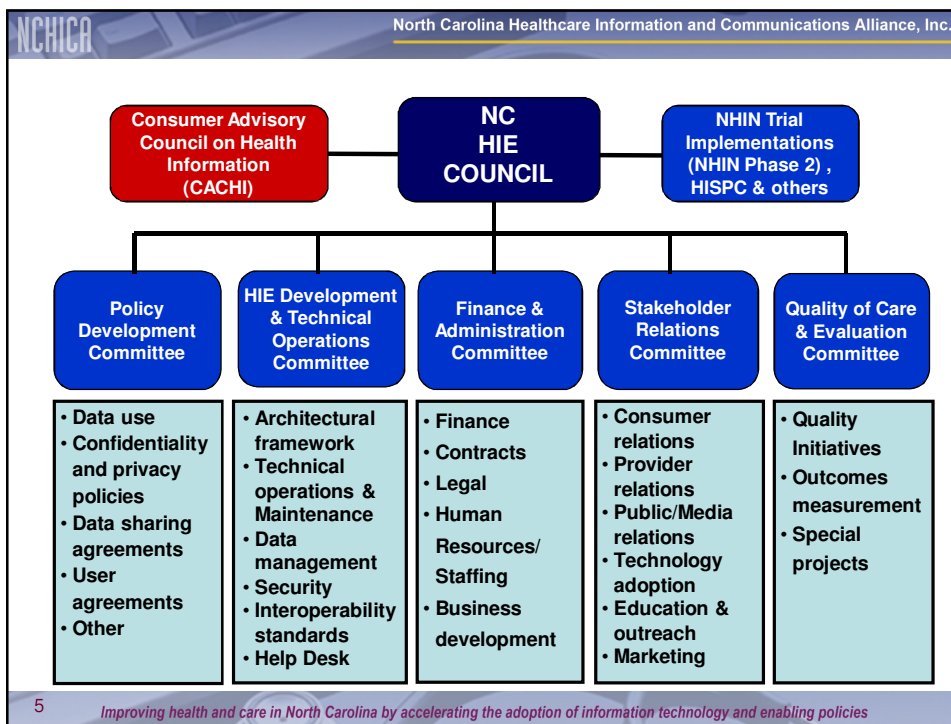 NCHICA
North Carolina Healthcare Information and Communications Alliance, Inc.
Consumer Advisory
Council on Health
Information
(CACHI)
NC
HIE
COUNCIL
NHIN Trial
Implementations
(NHIN Phase 2) ,
HISPC & others
Policy
Development
Committee
HIE Development
& Technical
Operations
Committee
Finance &
Administration
Committee
Stakeholder
Relations
Committee
Quality of Care
& Evaluation
Committee
• Data use
• Confidentiality
and privacy
policies
• Data sharing
agreements
• User
agreements
• Other
• Architectural
framework
• Technical
operations &
Maintenance
• Data
management
• Security
• Interoperability
standards
• Help Desk
• Finance
• Contracts
• Legal
• Human
Resources/
Staffing
• Business
development
• Consumer
relations
• Provider
relations
• Public/Media
relations
• Technology
adoption
• Education &
outreach
• Marketing
• Quality
Initiatives
• Outcomes
measurement
• Special
projects
5
Improving health and care in North Carolina by accelerating the adoption of information technology and enabling policies